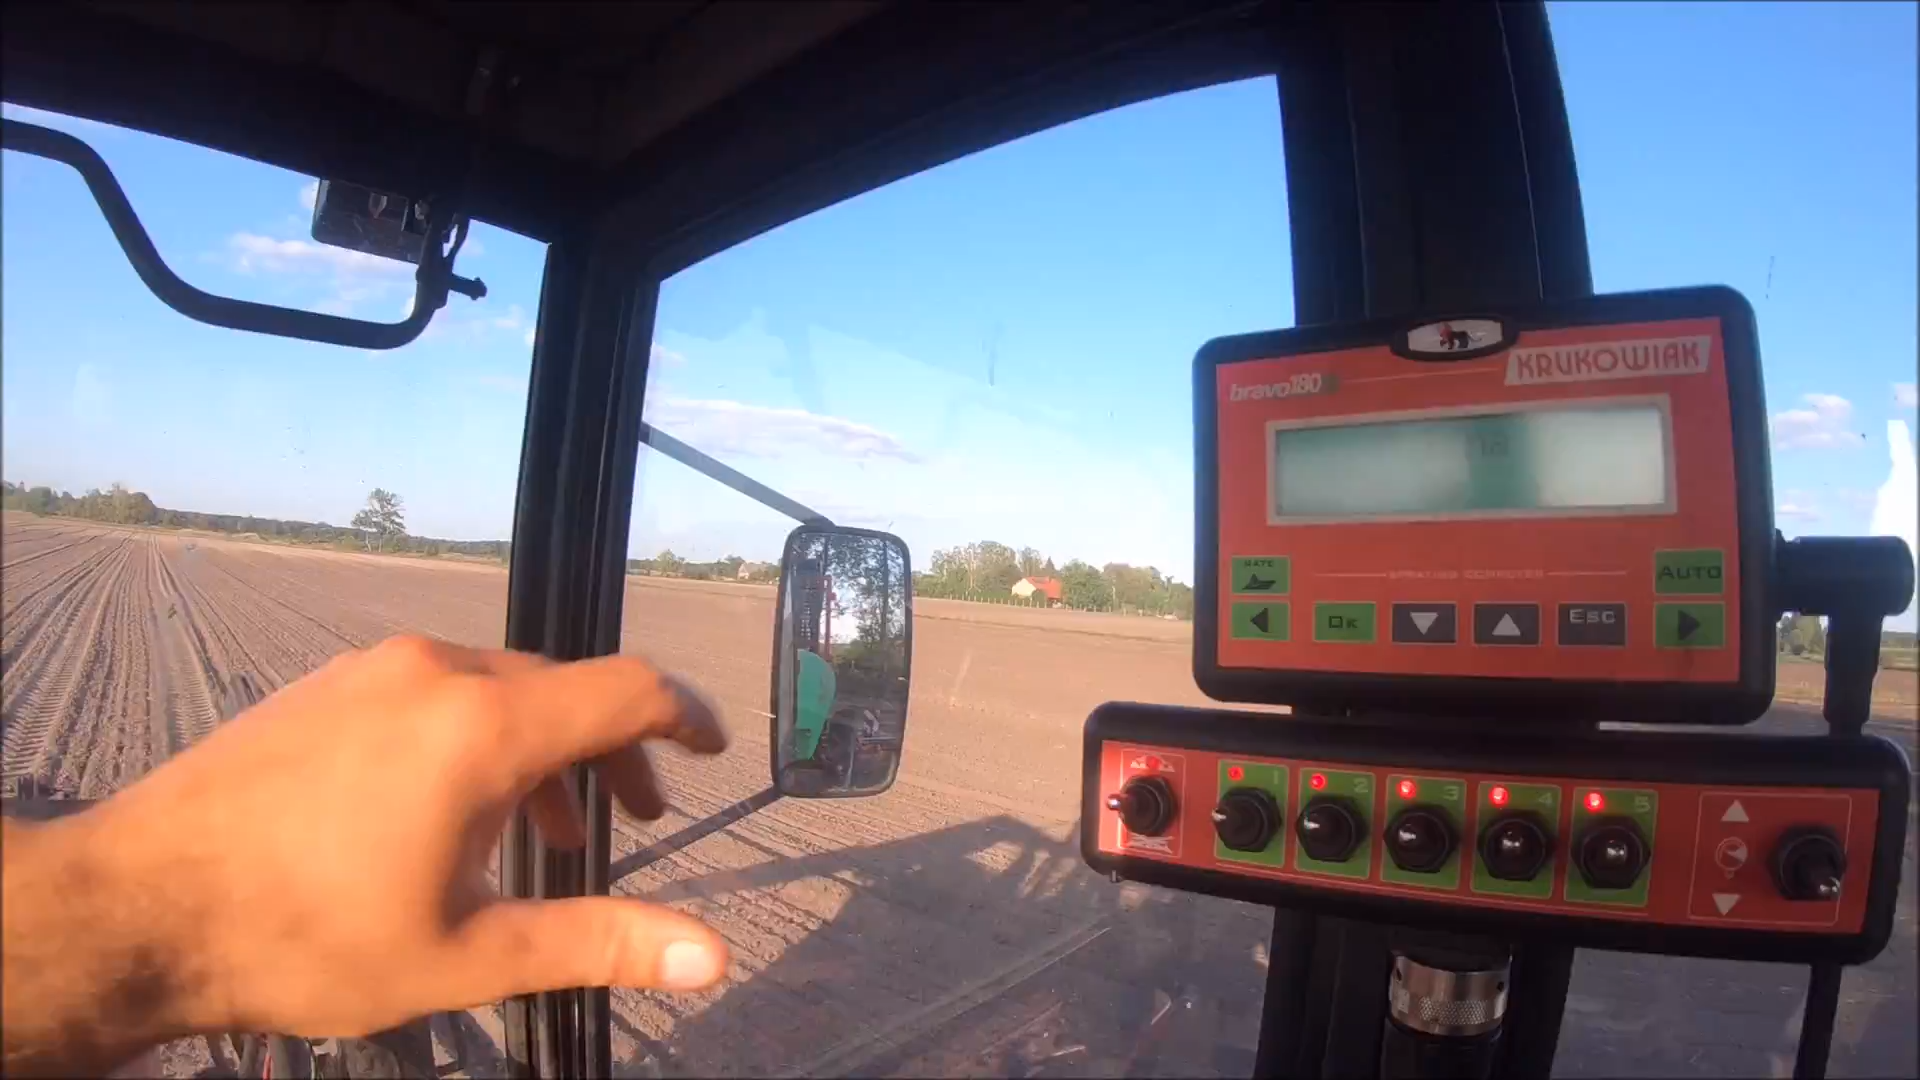 KRUKOWIAK
bravo180
RATE
SPRAYING COMPUTER
AUTO
OK
ESC
1 2 3 4 5